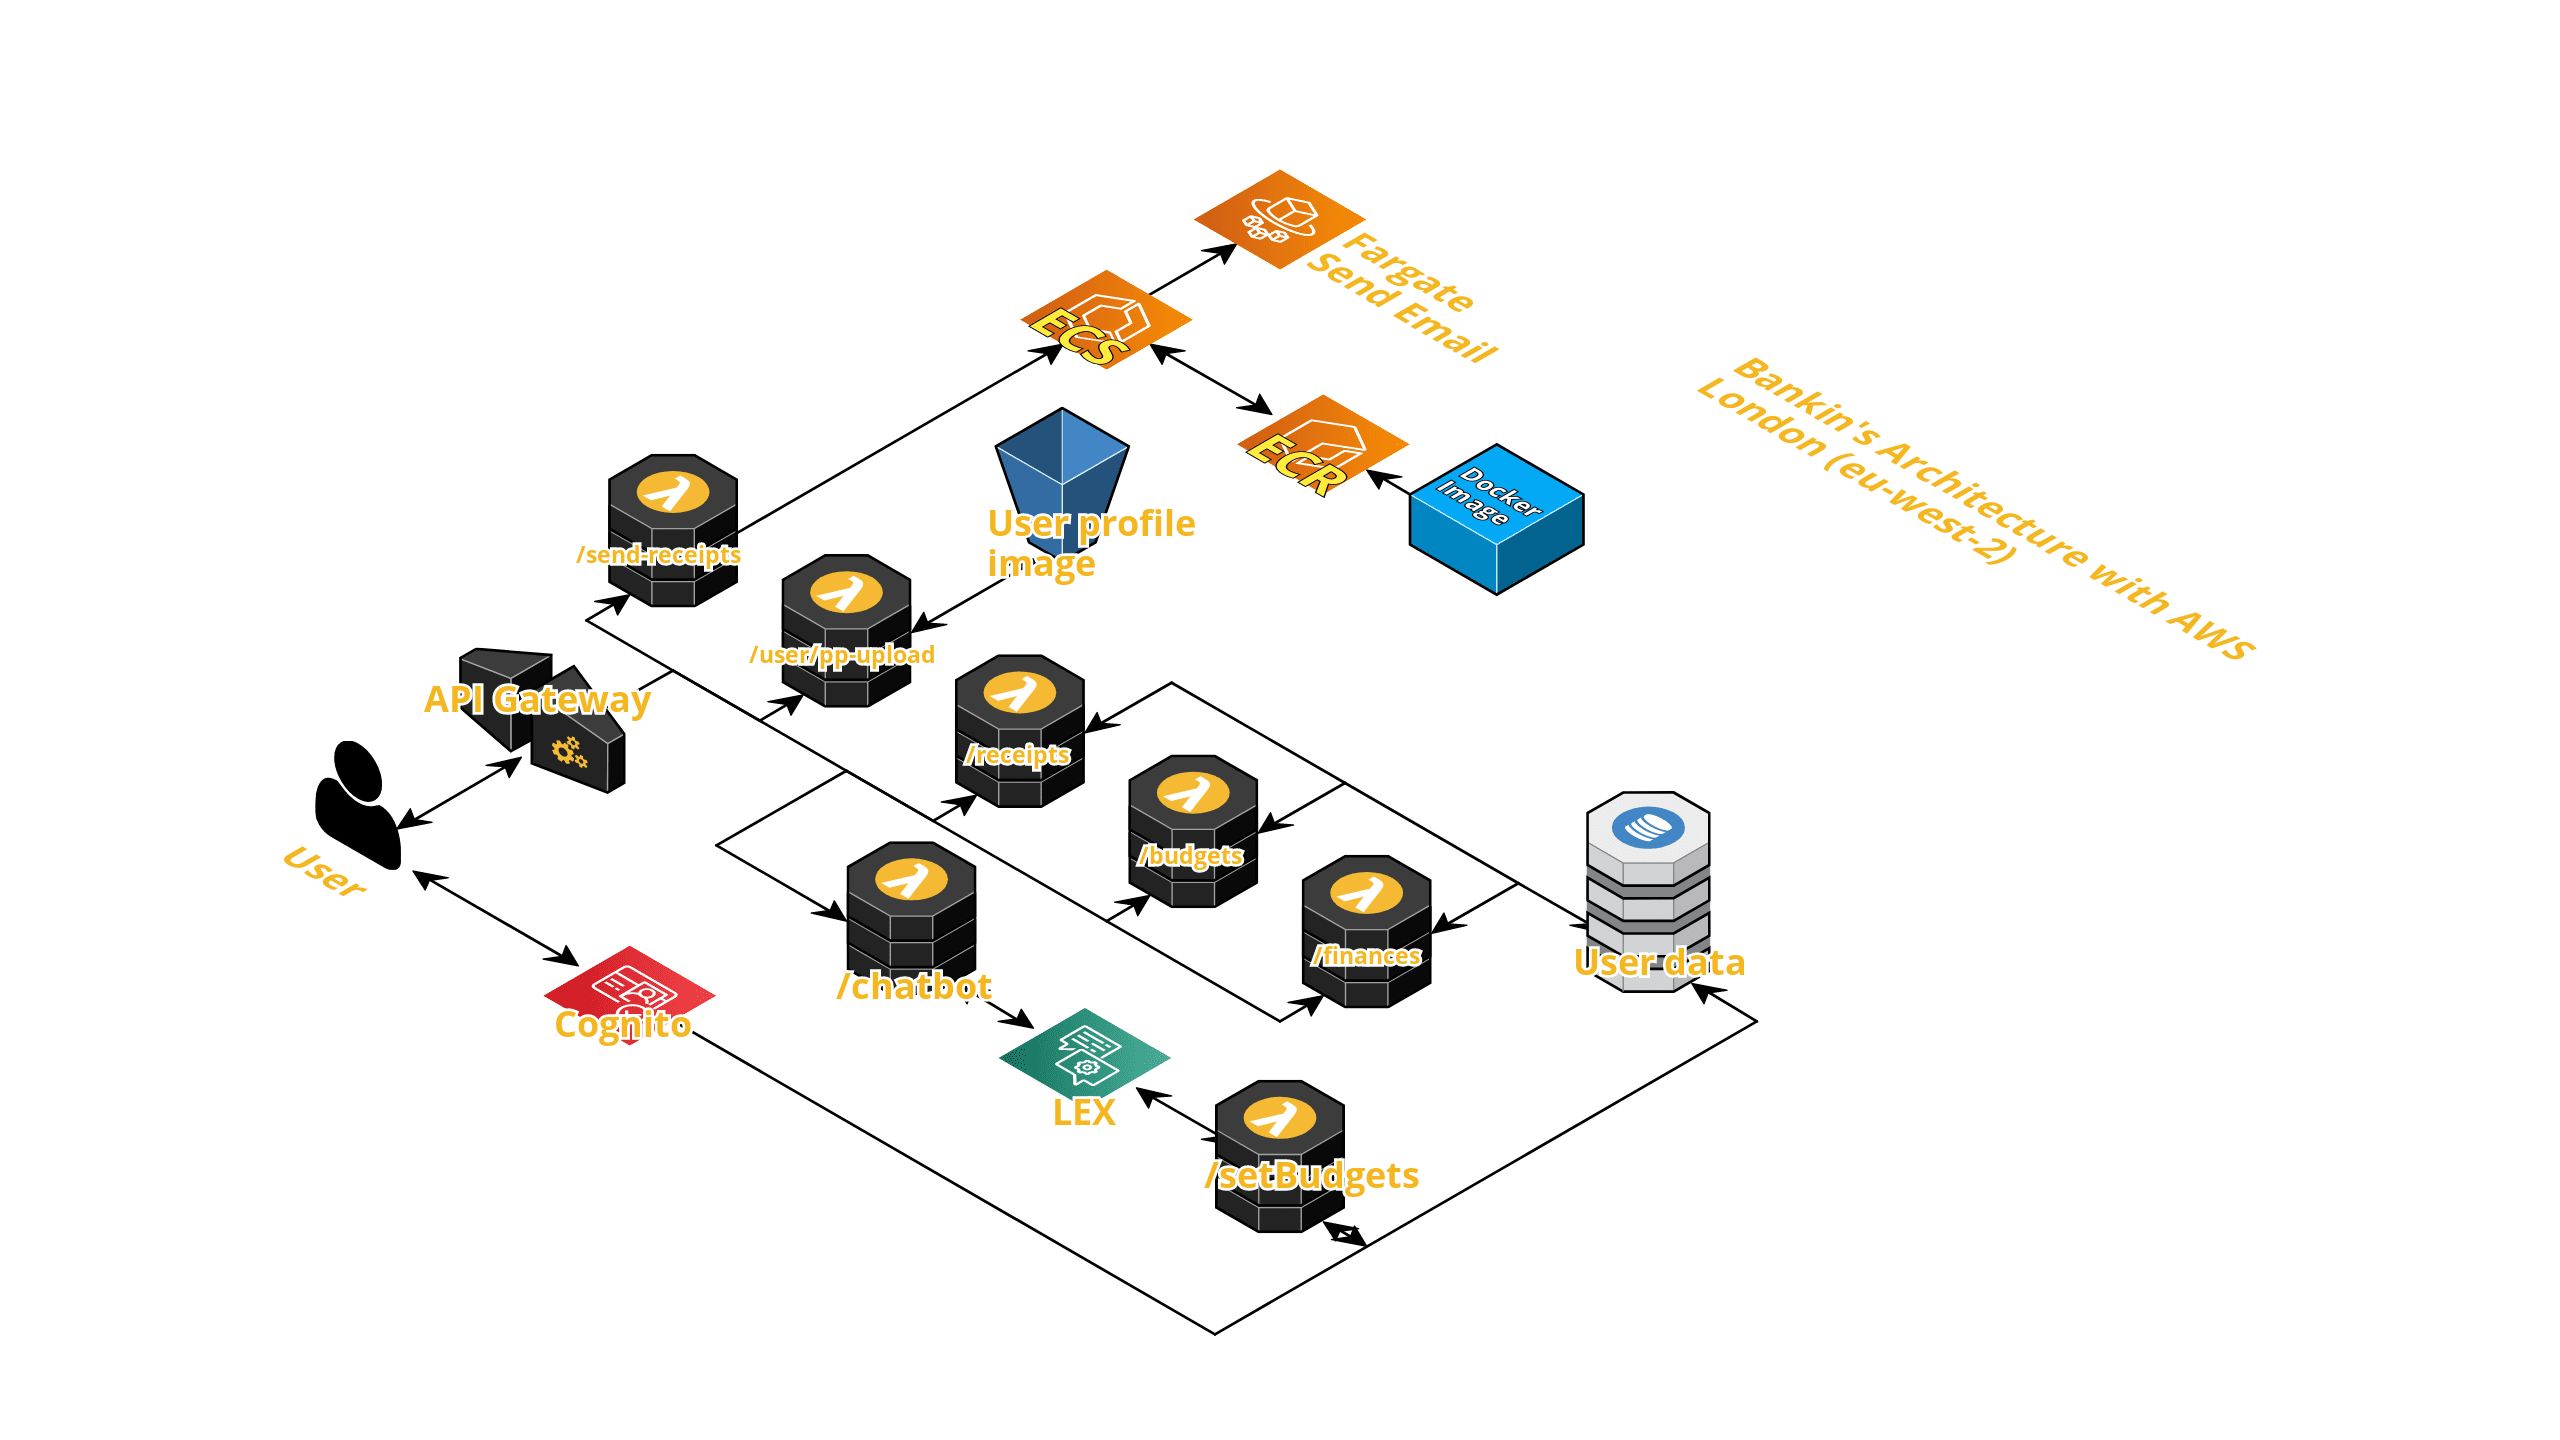 Fargate
Send Email
ECS
Bankin's Architecture with AWS
London (eu-west-2)
ECR
Docker
Image
User profile
image
/send-receipts
/user/pp-upload
API Gateway
/receipts
/budgets
User
/finances
User data
/chatbot
Cognito
LEX
/setBudgets